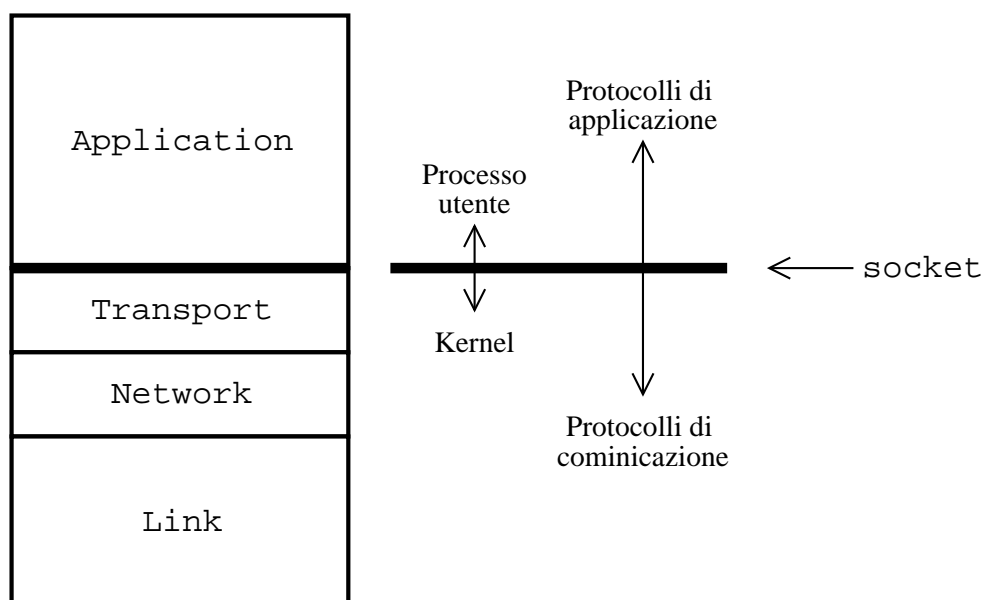 Application
Transport
Network
Link
Processo
utente
Kernel
Protocolli di
applicazione
Protocolli di
cominicazione
socket